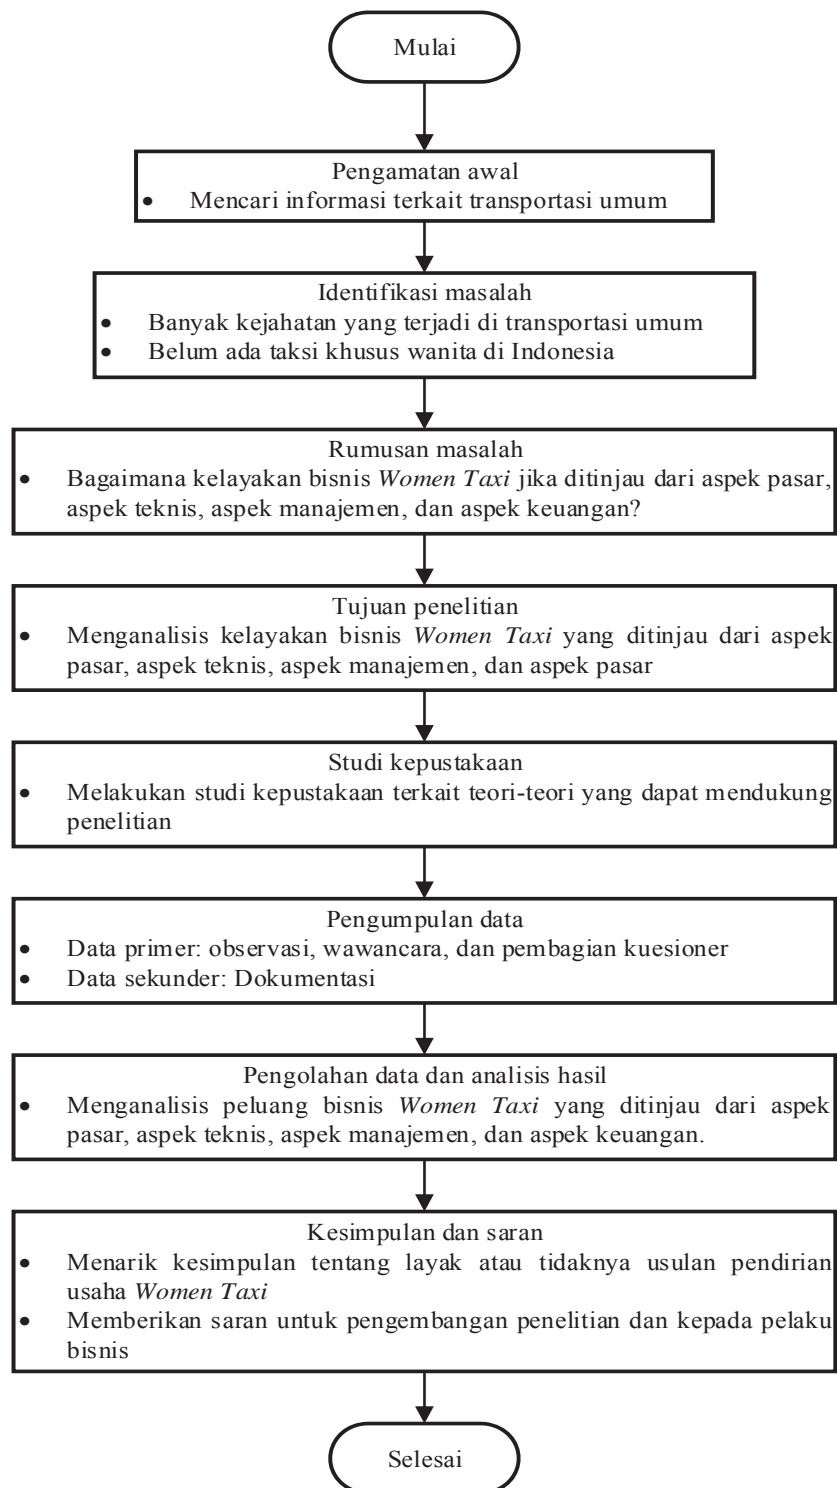 Mulai
Pengamatan awal
• Mencari informasi terkait transportasi umum
Identifikasi masalah
• Banyak kejahatan yang terjadi di transportasi umum
• Belum ada taksi khusus wanita di Indonesia
Rumusan masalah
• Bagaimana kelayakan bisnis Women Taxi jika ditinjau dari aspek pasar,
aspek teknis, aspek manajemen, dan aspek keuangan?
Tujuan penelitian
• Menganalisis kelayakan bisnis Women Taxi yang ditinjau dari aspek
pasar, aspek teknis, aspek manajemen, dan aspek pasar
Studi kepustakaan
• Melakukan studi kepustakaan terkait teori-teori yang dapat mendukung
penelitian
Pengumpulan data
• Data primer: observasi, wawancara, dan pembagian kuesioner
• Data sekunder: Dokumentasi
Pengolahan data dan analisis hasil
• Menganalisis peluang bisnis Women Taxi yang ditinjau dari aspek
pasar, aspek teknis, aspek manajemen, dan aspek keuangan.
Kesimpulan dan saran
• Menarik kesimpulan tentang layak atau tidaknya usulan pendirian
usaha Women Taxi
• Memberikan saran untuk pengembangan penelitian dan kepada pelaku
bisnis
Selesai